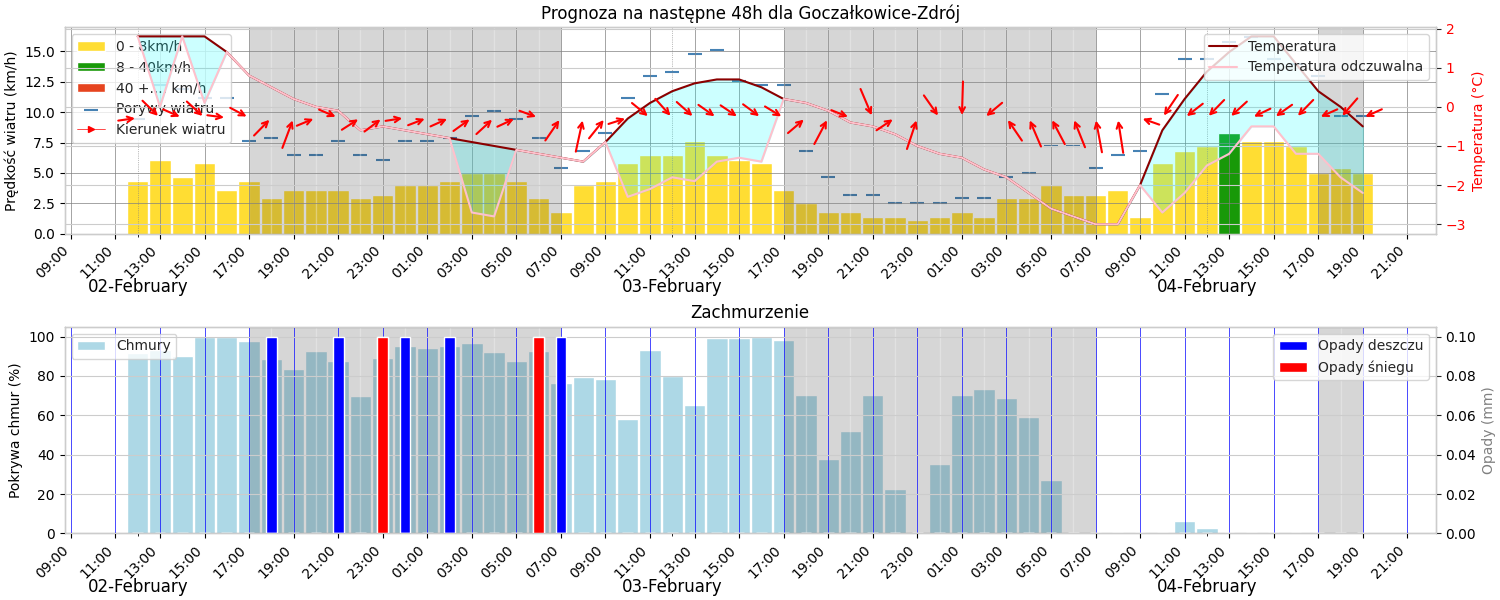 Prognoza na następne 48h dla Goczałkowice-Zdrój
Prędkość wiatru (km/h)
15.0
12.5
10.0
7.5
5.0
2.5
0.0
0 - 8km/h
8 - 40km/h
40 +... km/h
Porywy wiatru
Kierunek wiatru
Temperatura
Temperatura odczuwalna
2
1
0
−1
−2
−3
Temperatura (°C)
09:00 11:00 13:00 15:00 17:00 19:00 21:00 23:00 01:00 03:00 05:00 07:00 09:00 11:00 13:00 15:00 17:00 19:00 21:00 23:00 01:00 03:00 05:00 07:00 09:00 11:00 13:00 15:00 17:00 19:00 21:00
02-February 03-February 04-February
Zachmurzenie
Pokrywa chmur (%)
100
80
60
40
20
0
Chmury
Opady deszczu
Opady śniegu
0.10
0.08
0.06
0.04
0.02
0.00
Opady (mm)
09:00 11:00 13:00 15:00 17:00 19:00 21:00 23:00 01:00 03:00 05:00 07:00 09:00 11:00 13:00 15:00 17:00 19:00 21:00 23:00 01:00 03:00 05:00 07:00 09:00 11:00 13:00 15:00 17:00 19:00 21:00
02-February 03-February 04-February